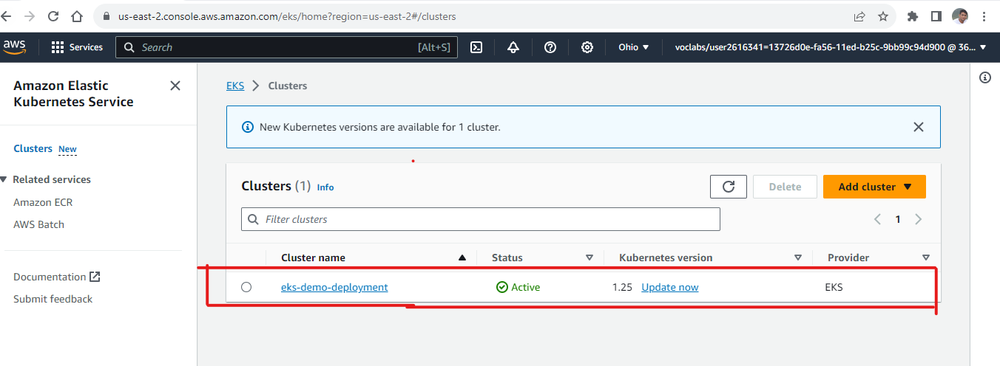 us-east-2.console.aws.amazon.com/eks/home?region=us-east-2#/clusters
aws Services Search [Alt+S] Ohio voclabs/user2616341=13726d0e-fa56-11ed-b25c-9bb99c94d900 @ 36...
Amazon Elastic
Kubernetes Service
Clusters New
Related services
Amazon ECR
AWS Batch
Documentation
Submit feedback
EKS Clusters
New Kubernetes versions are available for 1 cluster.
Clusters (1) Info Delete Add cluster
Filter clusters 1
Cluster name Status Kubernetes version Provider
eks-demo-deployment Active 1.25 Update now EKS